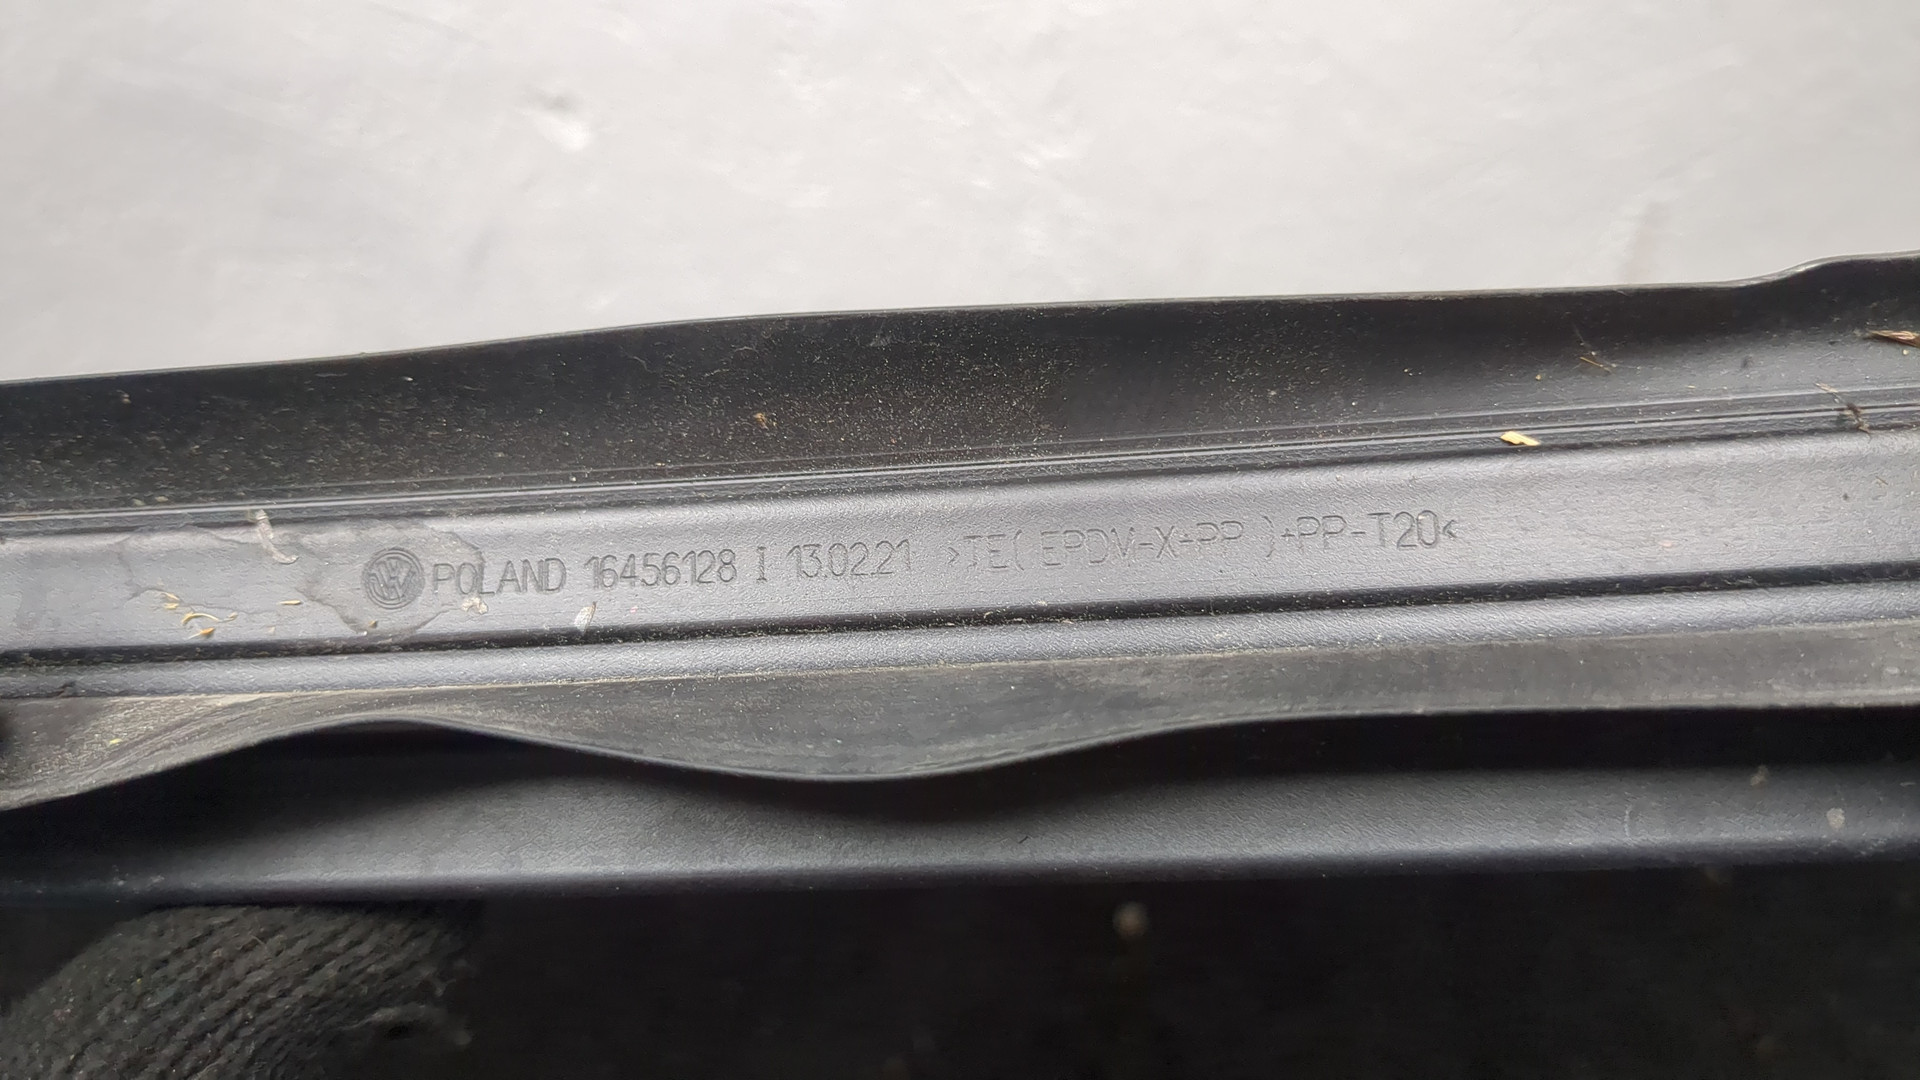 POLAND 16456128 I 13.02.21 >TE( EPDM-X+PP )+PP-T20<